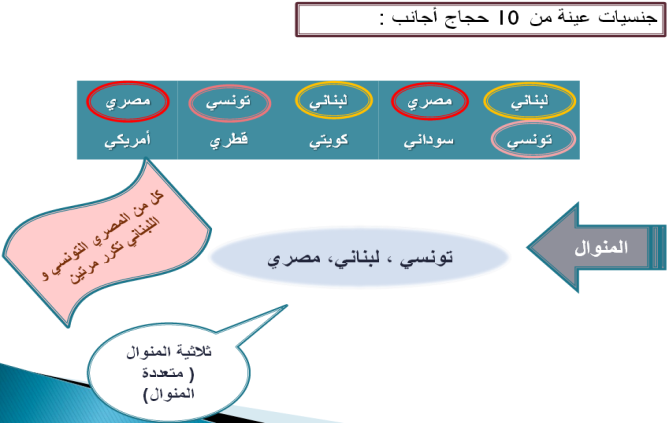 جنسيات عينة من 10 حجاج أجانب :
لبناني مصري لبناني تونسي مصري
تونسي سوداني كويتي قطري أمريكي
كل من المصري التونسي و
اللبناني تكرر مرتين
المنوال
تونسي ، لبناني، مصري
ثلاثية المنوال
( متعددة
المنوال)